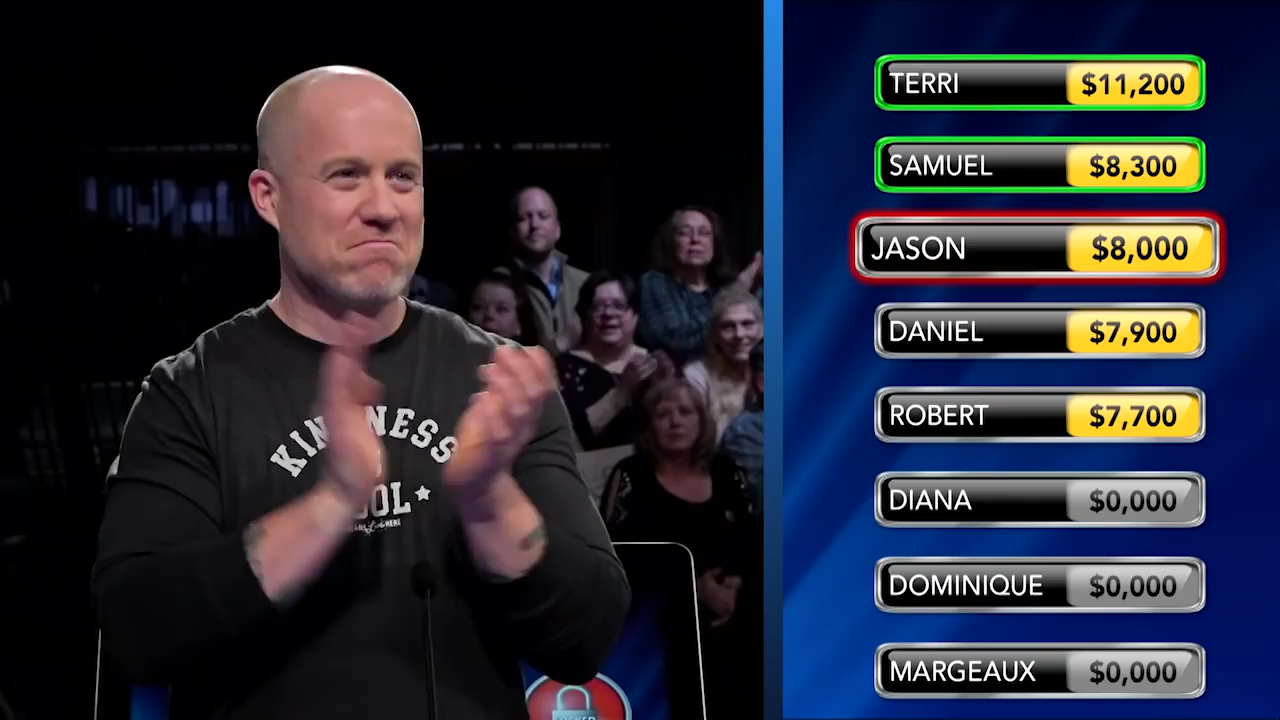 KINDNESS
TERRI $11,200
SAMUEL $8,300
JASON $8,000
DANIEL $7,900
ROBERT $7,700
DIANA $0,000
DOMINIQUE $0,000
MARGEAUX $0,000